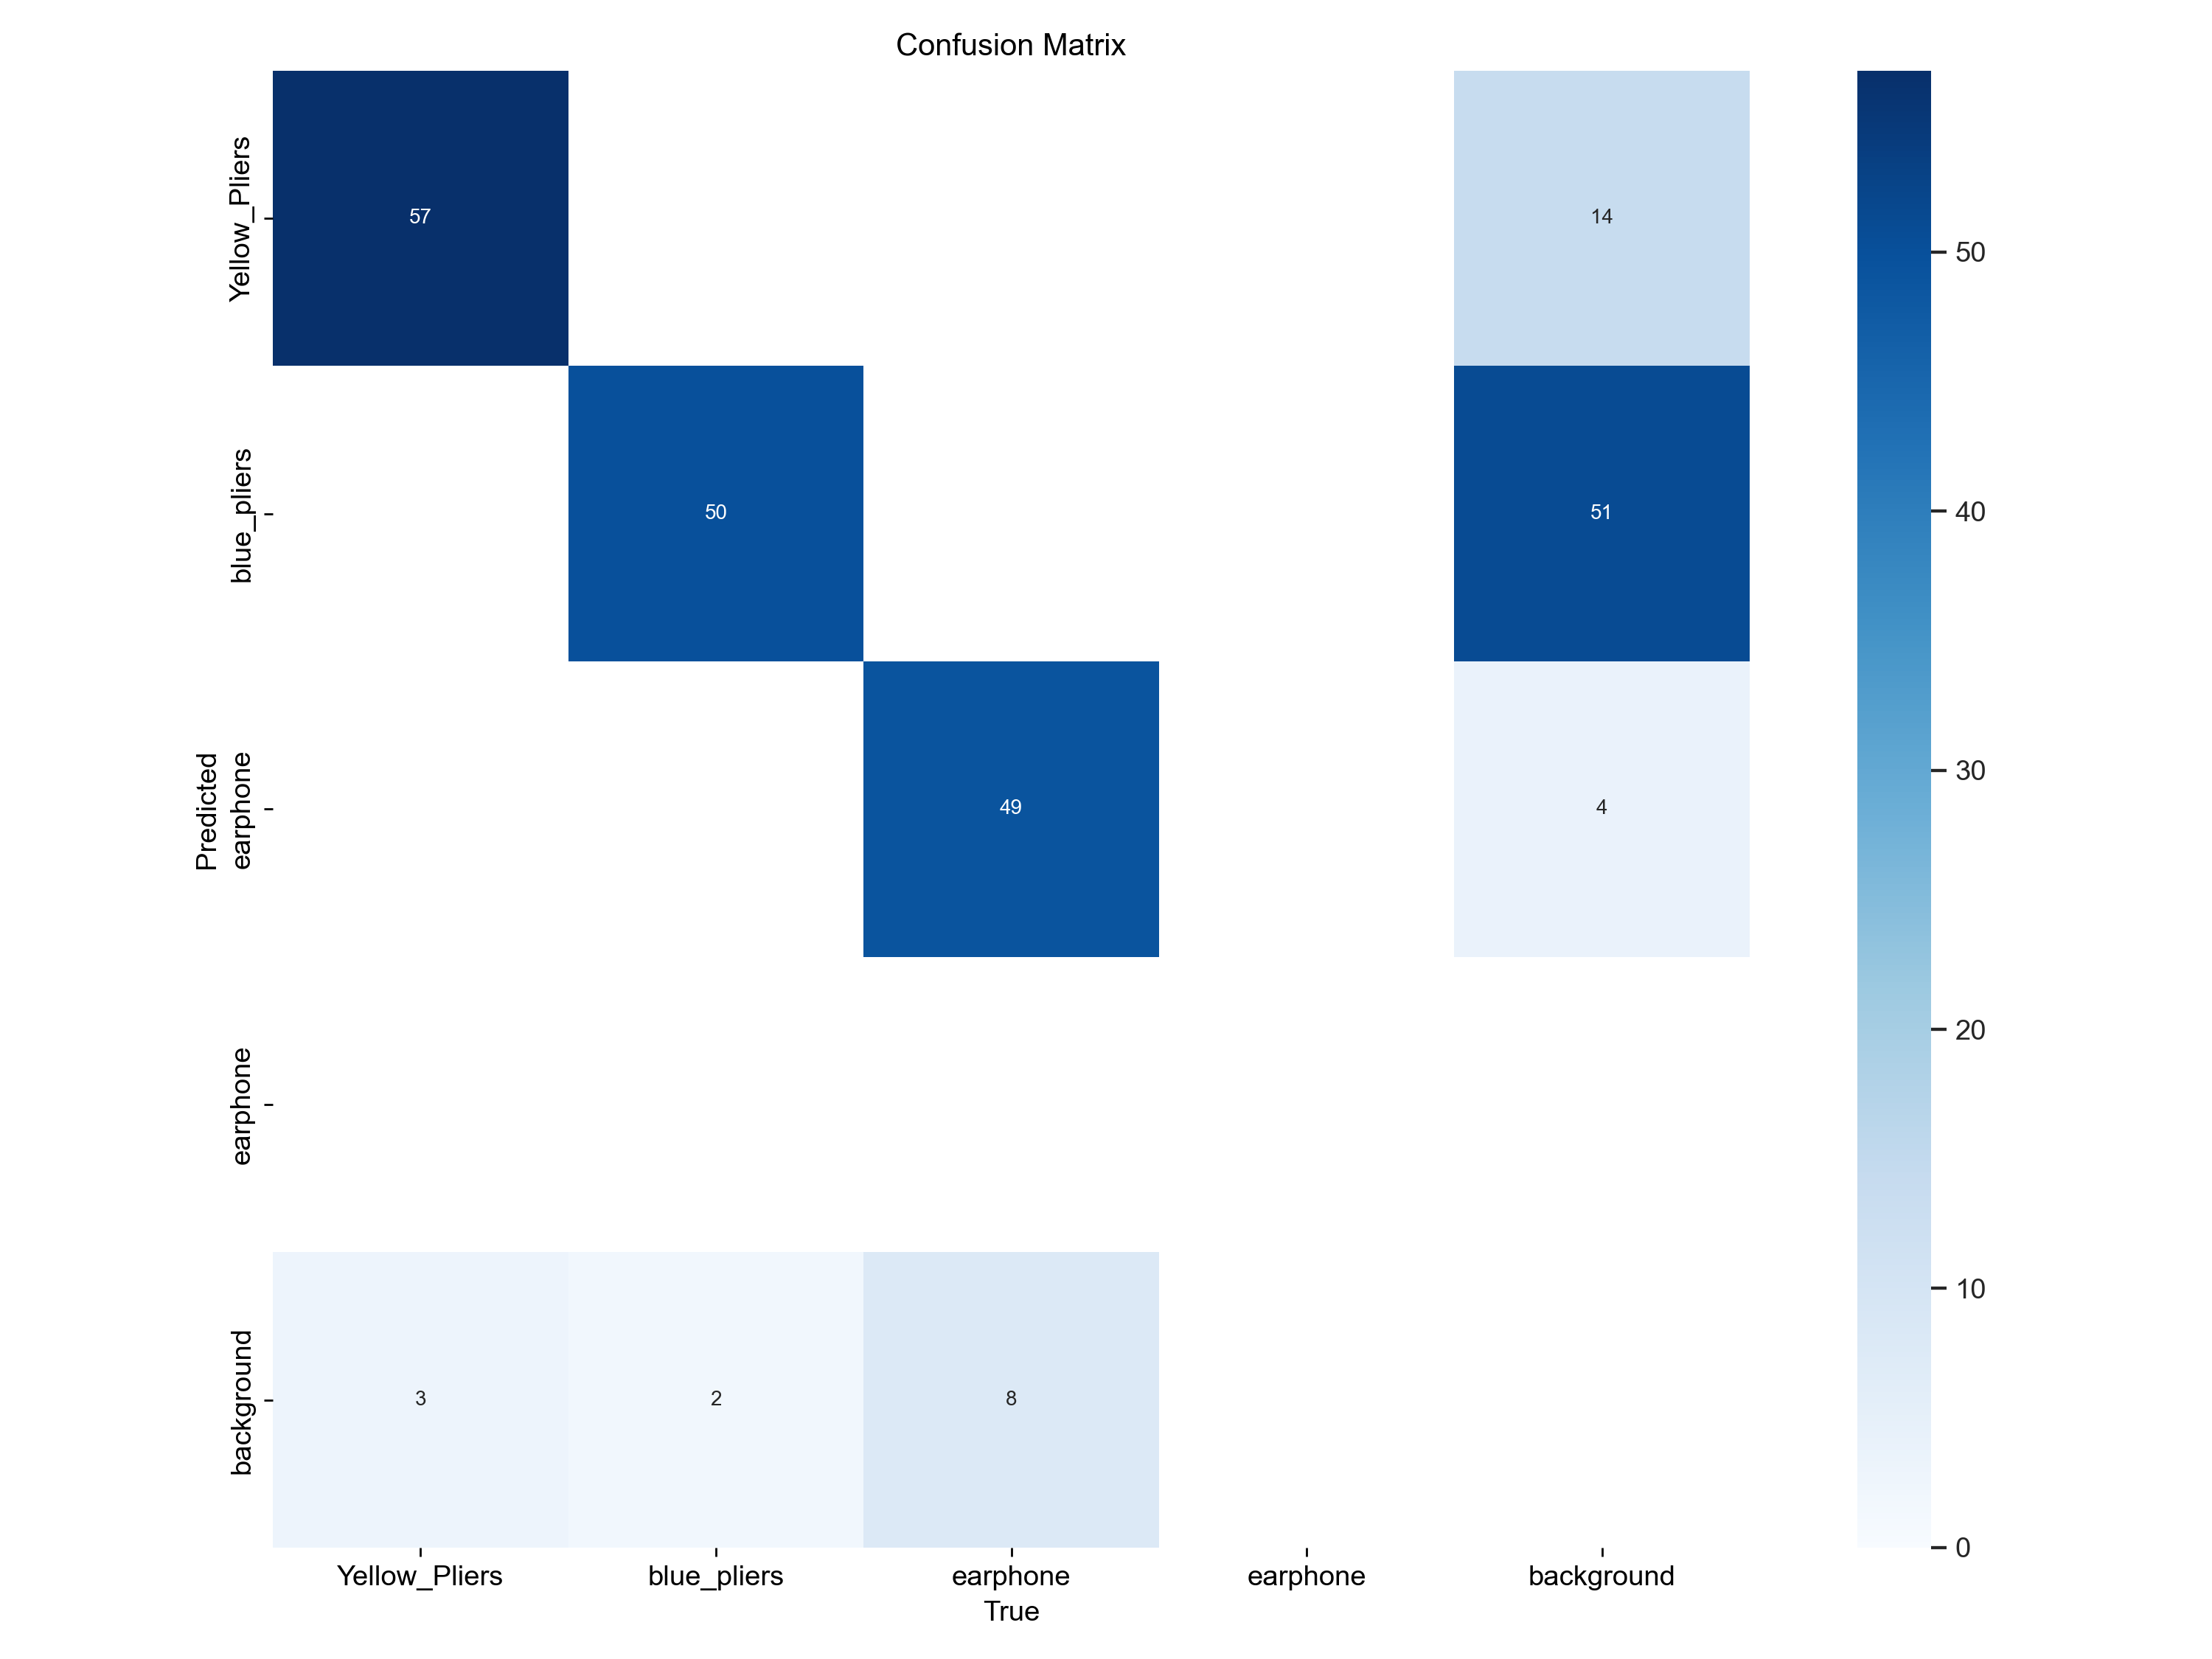 Confusion Matrix
Yellow_Pliers
57
14
50
blue_pliers
50
51
40
30
Predicted
earphone
49
4
20
earphone
10
background
3
2
8
0
Yellow_Pliers
blue_pliers
earphone
earphone
background
True